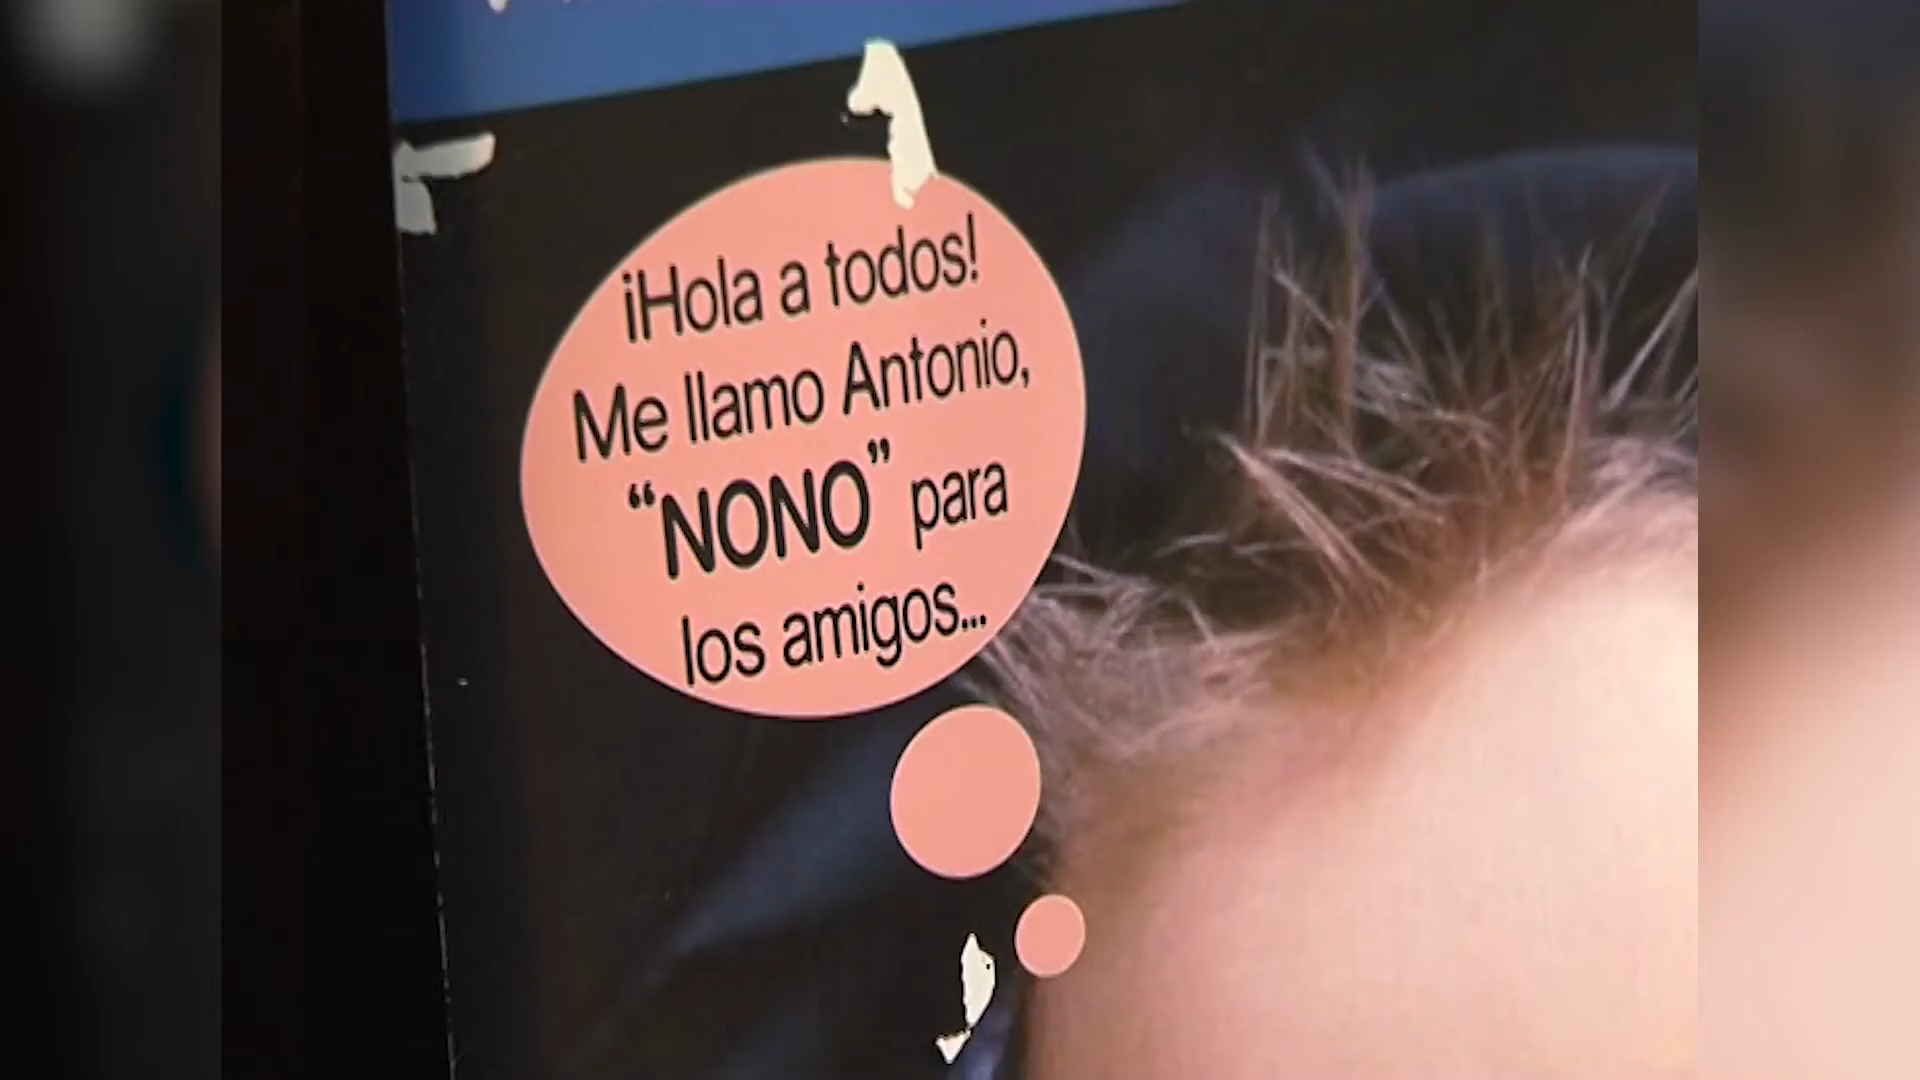 ¡Hola a todos!
Me llamo Antonio,
“NONO” para
los amigos...